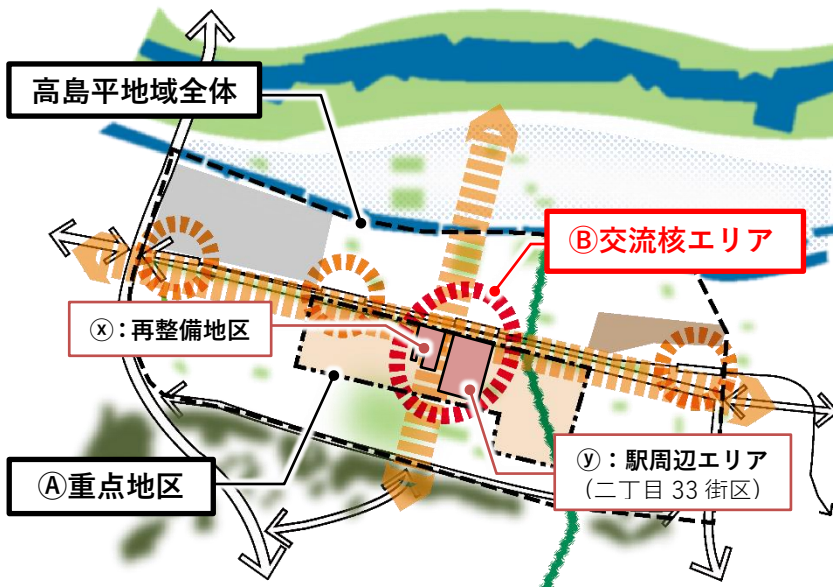 高島平地域全体
Ⓑ交流核エリア
ⓧ：再整備地区
Ⓐ重点地区
ⓨ：駅周辺エリア
(二丁目 33 街区)